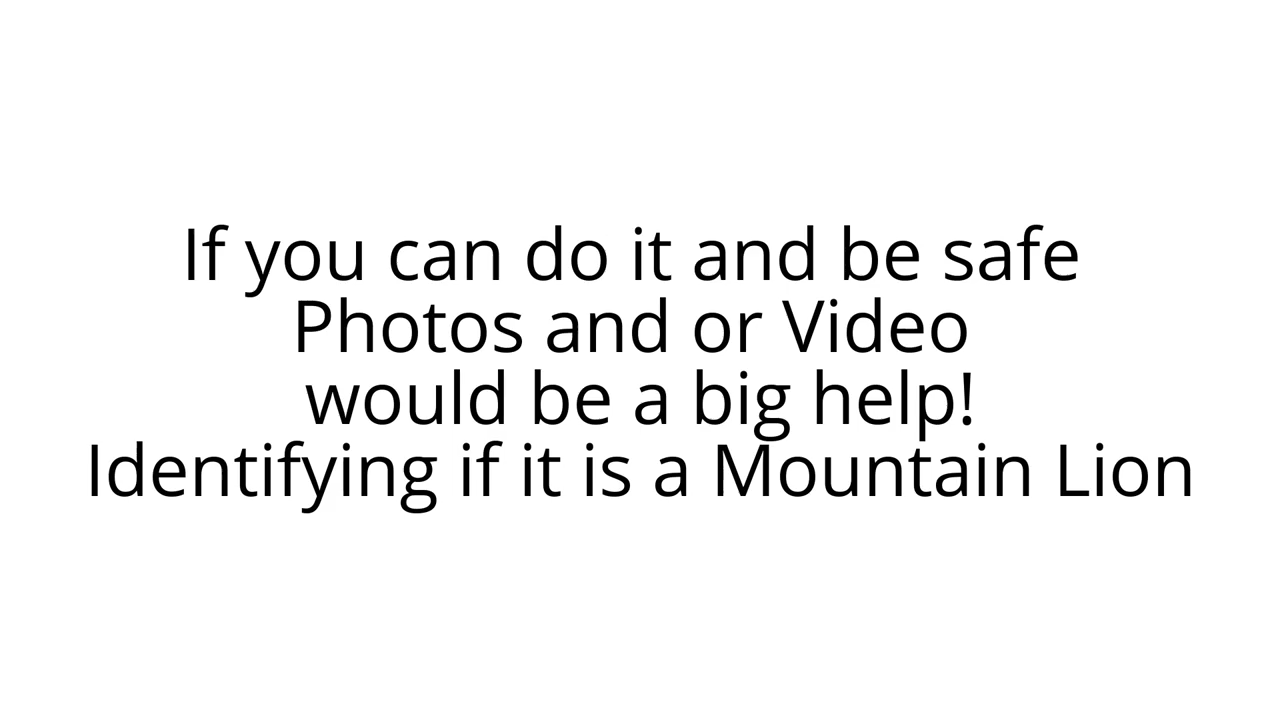 If you can do it and be safe
Photos and or Video
would be a big help!
Identifying if it is a Mountain Lion